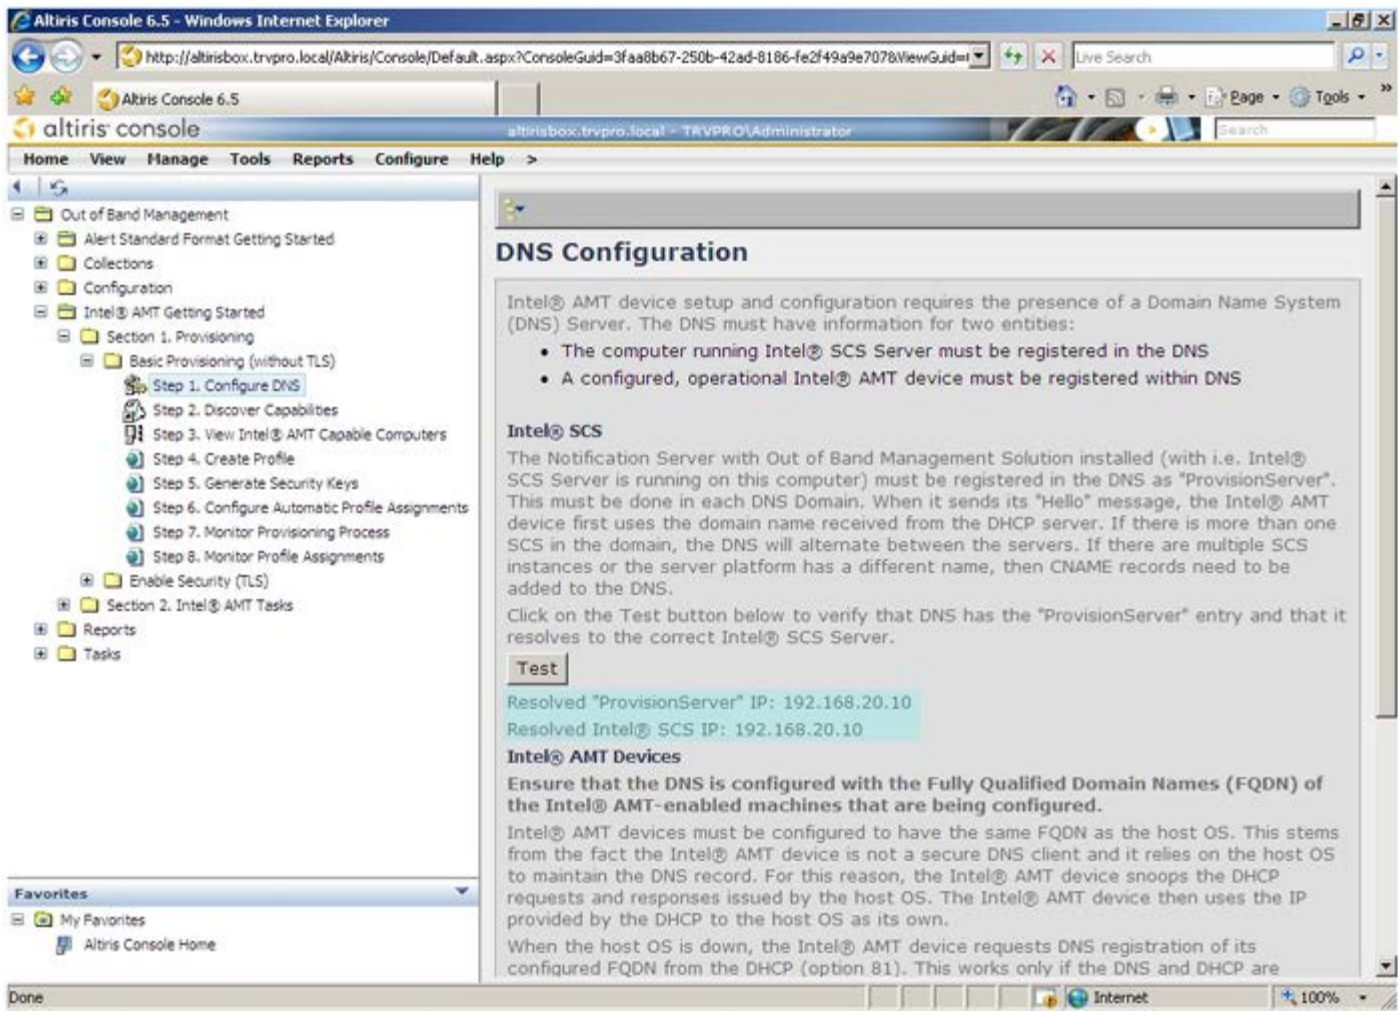 Altiris Console 6.5 - Windows Internet Explorer
http://altirisbox.trvpro.local/Altiris/Console/Default.aspx?ConsoleGuid=3faa8b67-250b-42ad-8186-fe2f49a9e707&ViewGuid=
Live Search
Altiris Console 6.5
Page
Tools
altiris console
altirisbox.trvpro.local - TRVPRO\Administrator
Search
Home View Manage Tools Reports Configure Help >
Out of Band Management
Alert Standard Format Getting Started
Collections
Configuration
Intel® AMT Getting Started
Section 1. Provisioning
Basic Provisioning (without TLS)
Step 1. Configure DNS
Step 2. Discover Capabilities
Step 3. View Intel® AMT Capable Computers
Step 4. Create Profile
Step 5. Generate Security Keys
Step 6. Configure Automatic Profile Assignments
Step 7. Monitor Provisioning Process
Step 8. Monitor Profile Assignments
Enable Security (TLS)
Section 2. Intel® AMT Tasks
Reports
Tasks
Favorites
My Favorites
Altiris Console Home
DNS Configuration
Intel® AMT device setup and configuration requires the presence of a Domain Name System
(DNS) Server. The DNS must have information for two entities:
• The computer running Intel® SCS Server must be registered in the DNS
• A configured, operational Intel® AMT device must be registered within DNS
Intel® SCS
The Notification Server with Out of Band Management Solution installed (with i.e. Intel®
SCS Server is running on this computer) must be registered in the DNS as "ProvisionServer".
This must be done in each DNS Domain. When it sends its "Hello" message, the Intel® AMT
device first uses the domain name received from the DHCP server. If there is more than one
SCS in the domain, the DNS will alternate between the servers. If there are multiple SCS
instances or the server platform has a different name, then CNAME records need to be
added to the DNS.
Click on the Test button below to verify that DNS has the "ProvisionServer" entry and that it
resolves to the correct Intel® SCS Server.
Test
Resolved "ProvisionServer" IP: 192.168.20.10
Resolved Intel® SCS IP: 192.168.20.10
Intel® AMT Devices
Ensure that the DNS is configured with the Fully Qualified Domain Names (FQDN) of
the Intel® AMT-enabled machines that are being configured.
Intel® AMT devices must be configured to have the same FQDN as the host OS. This stems
from the fact the Intel® AMT device is not a secure DNS client and it relies on the host OS
to maintain the DNS record. For this reason, the Intel® AMT device snoops the DHCP
requests and responses issued by the host OS. The Intel® AMT device then uses the IP
provided by the DHCP to the host OS as its own.
When the host OS is down, the Intel® AMT device requests DNS registration of its
configured FQDN from the DHCP (option 81). This works only if the DNS and DHCP are
Done
Internet
100%